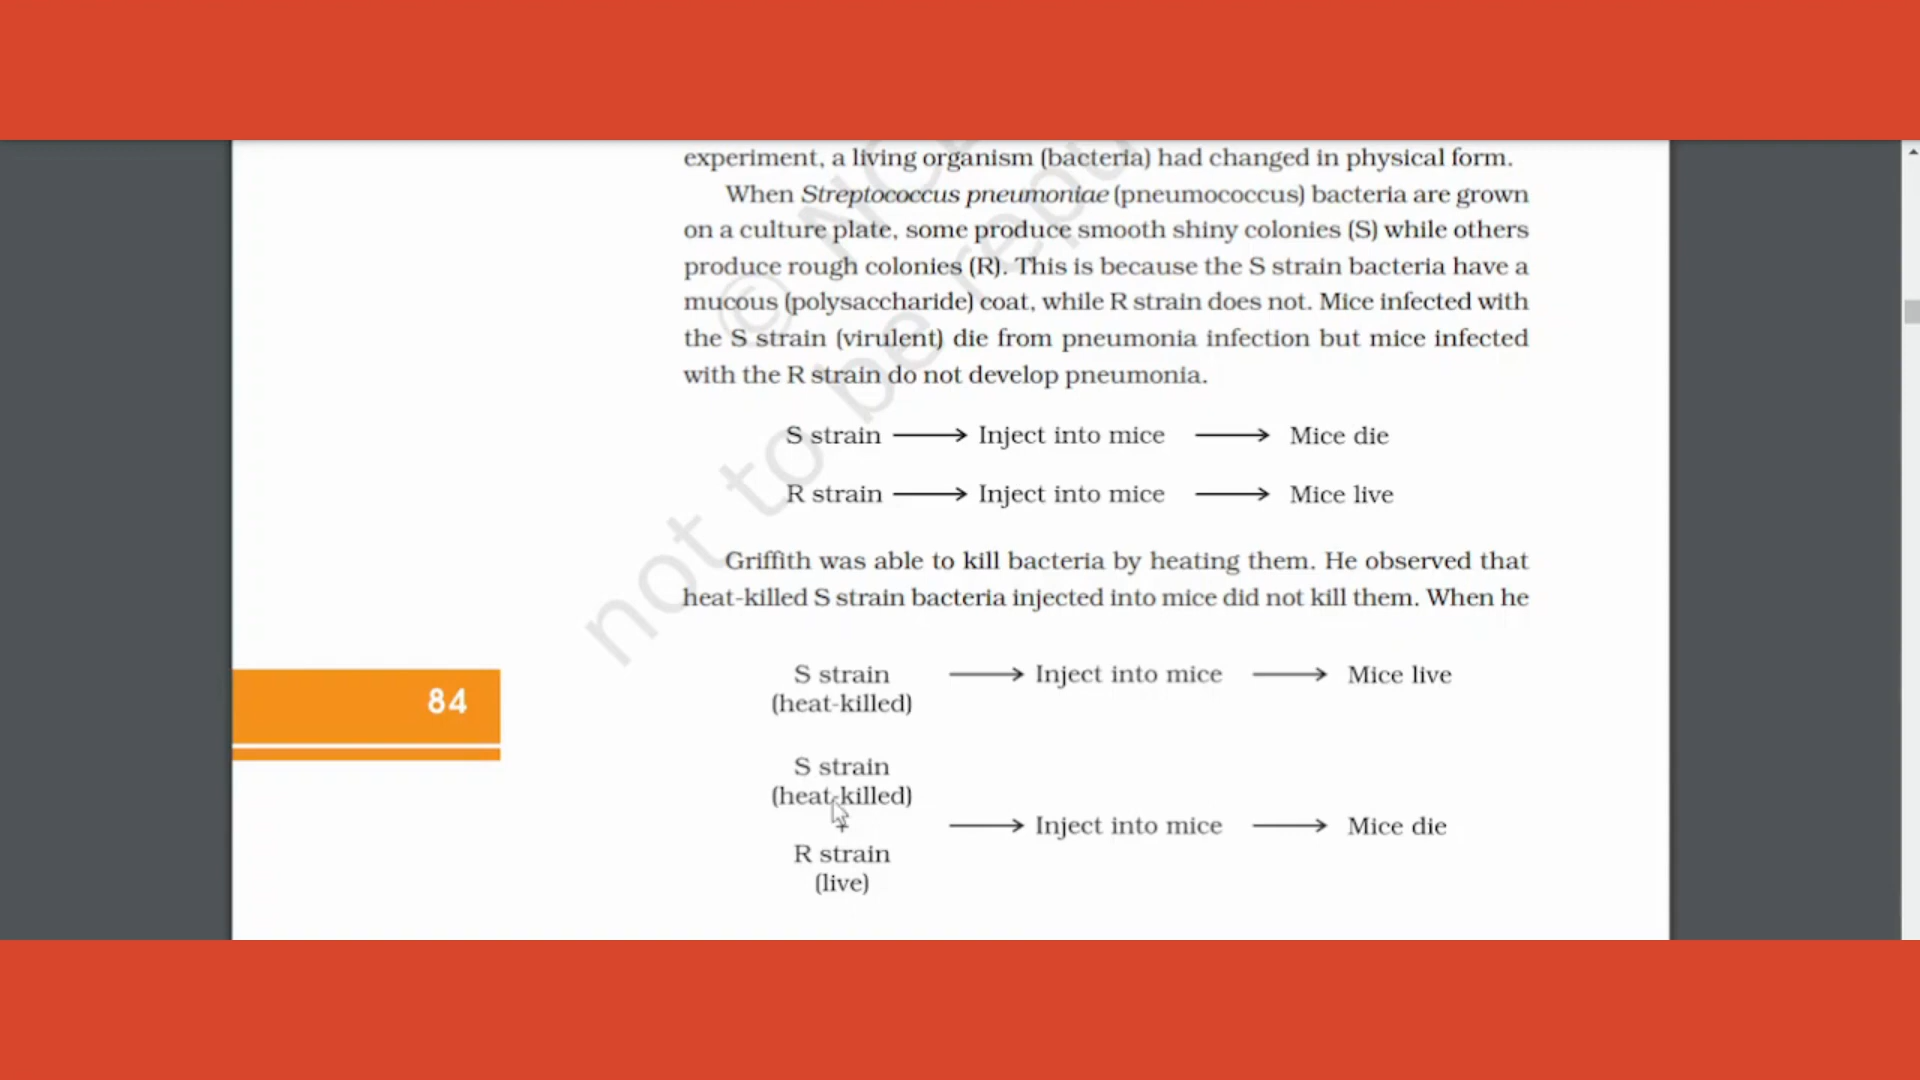 experiment, a living organism (bacteria) had changed in physical form.
When Streptococcus pneumoniae (pneumococcus) bacteria are grown
on a culture plate, some produce smooth shiny colonies (S) while others
produce rough colonies (R). This is because the S strain bacteria have a
mucous (polysaccharide) coat, while R strain does not. Mice infected with
the S strain (virulent) die from pneumonia infection but mice infected
with the R strain do not develop pneumonia.
S strain ⟶ Inject into mice ⟶ Mice die
R strain ⟶ Inject into mice ⟶ Mice live
Griffith was able to kill bacteria by heating them. He observed that
heat-killed S strain bacteria injected into mice did not kill them. When he
S strain ⟶ Inject into mice ⟶ Mice live
(heat-killed)
84
S strain
(heat-killed)
+ ⟶ Inject into mice ⟶ Mice die
R strain
(live)
not to be